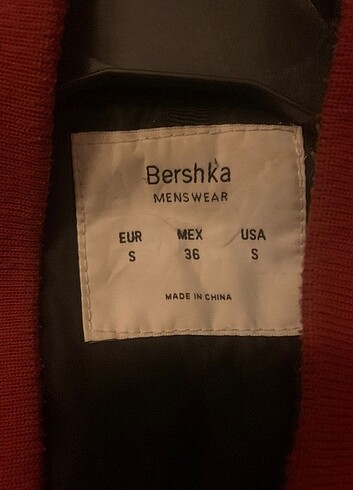 Bershka
MENSWEAR
EUR MEX USA
S 36 S
MADE IN CHINA